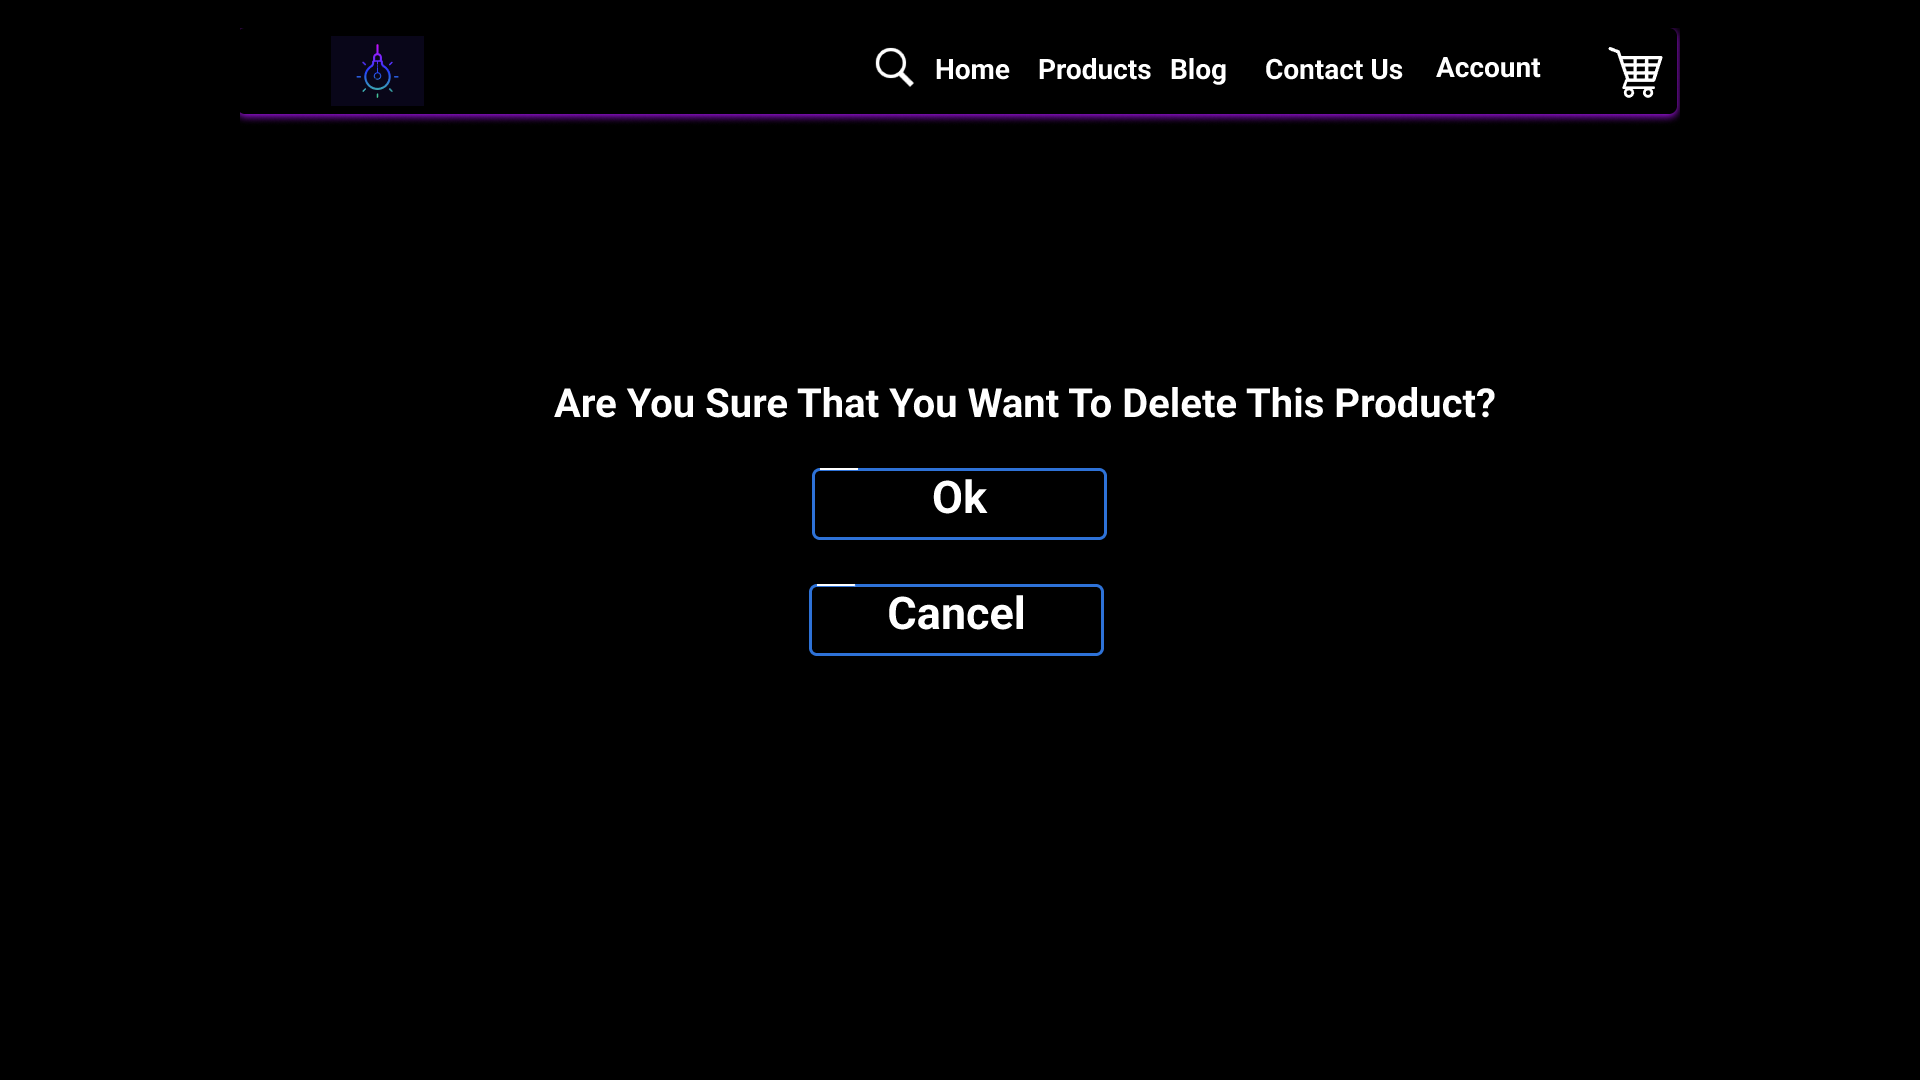 Home Products Blog Contact Us Account
Are You Sure That You Want To Delete This Product?
Ok
Cancel